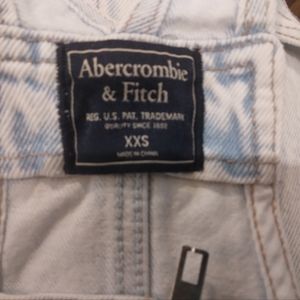 Abercrombie
& Fitch
REG. U.S. PAT. TRADEMARK
QUALITY SINCE 1892
XXS
MADE IN CHINA